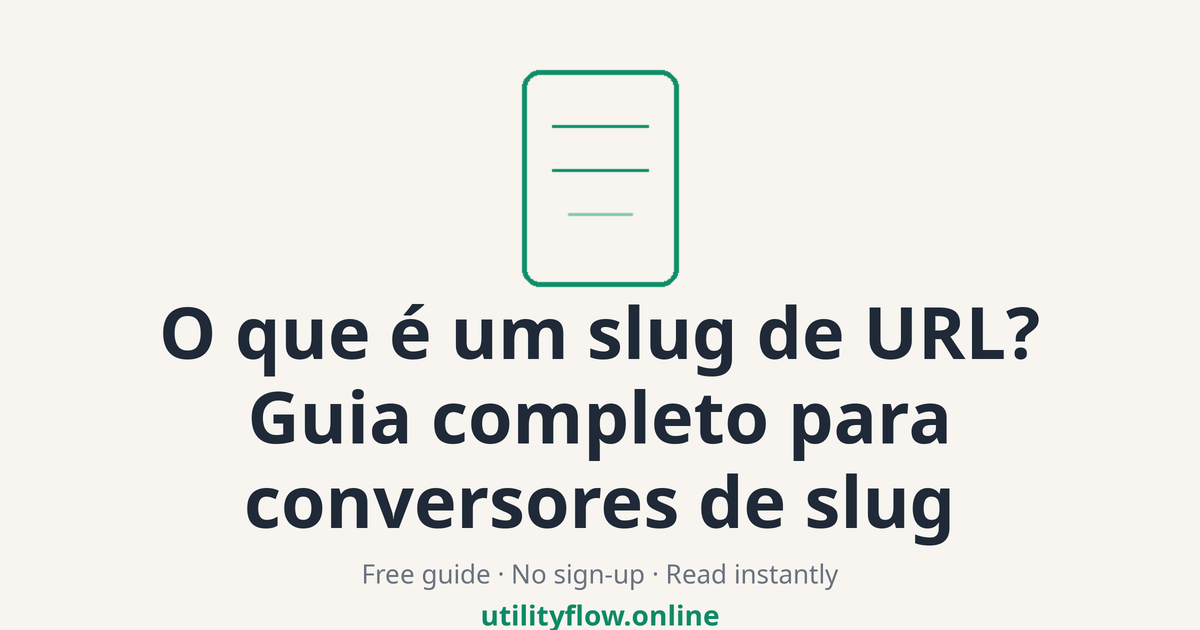 O que é um slug de URL?
Guia completo para
conversores de slug
Free guide · No sign-up · Read instantly
utilityflow.online